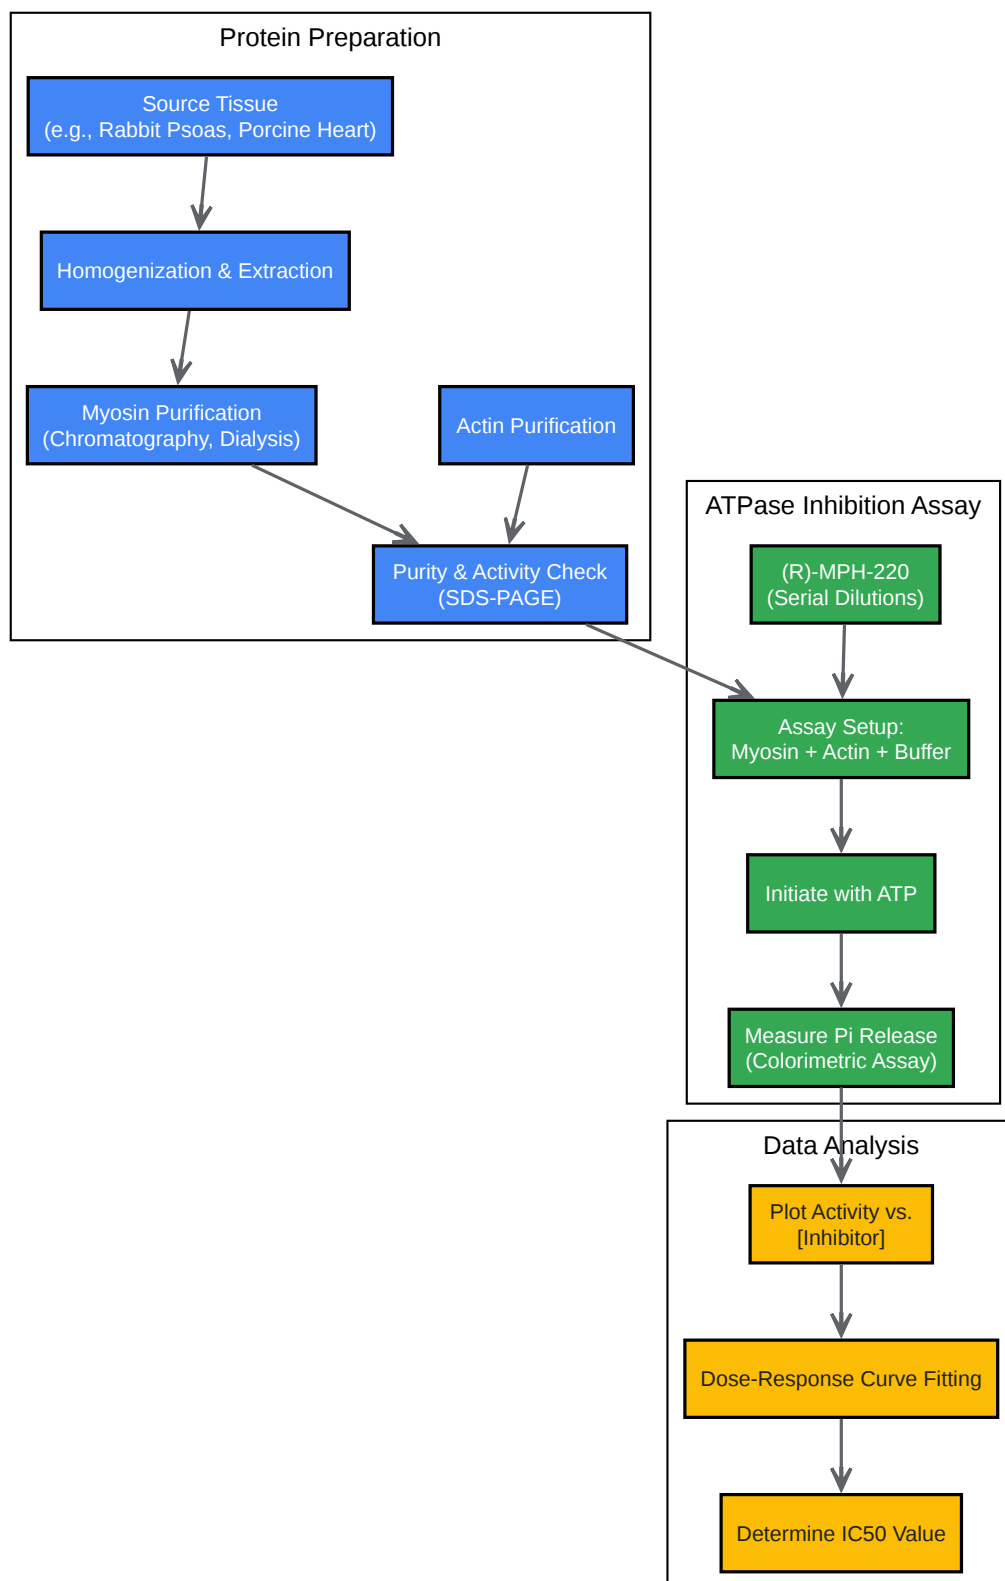 Protein Preparation
Source Tissue
(e.g., Rabbit Psoas, Porcine Heart)
Homogenization & Extraction
Myosin Purification
(Chromatography, Dialysis)
Actin Purification
Purity & Activity Check
(SDS-PAGE)
ATPase Inhibition Assay
(R)-MPH-220
(Serial Dilutions)
Assay Setup:
Myosin + Actin + Buffer
Initiate with ATP
Measure Pi Release
(Colorimetric Assay)
Data Analysis
Plot Activity vs.
[Inhibitor]
Dose-Response Curve Fitting
Determine IC50 Value